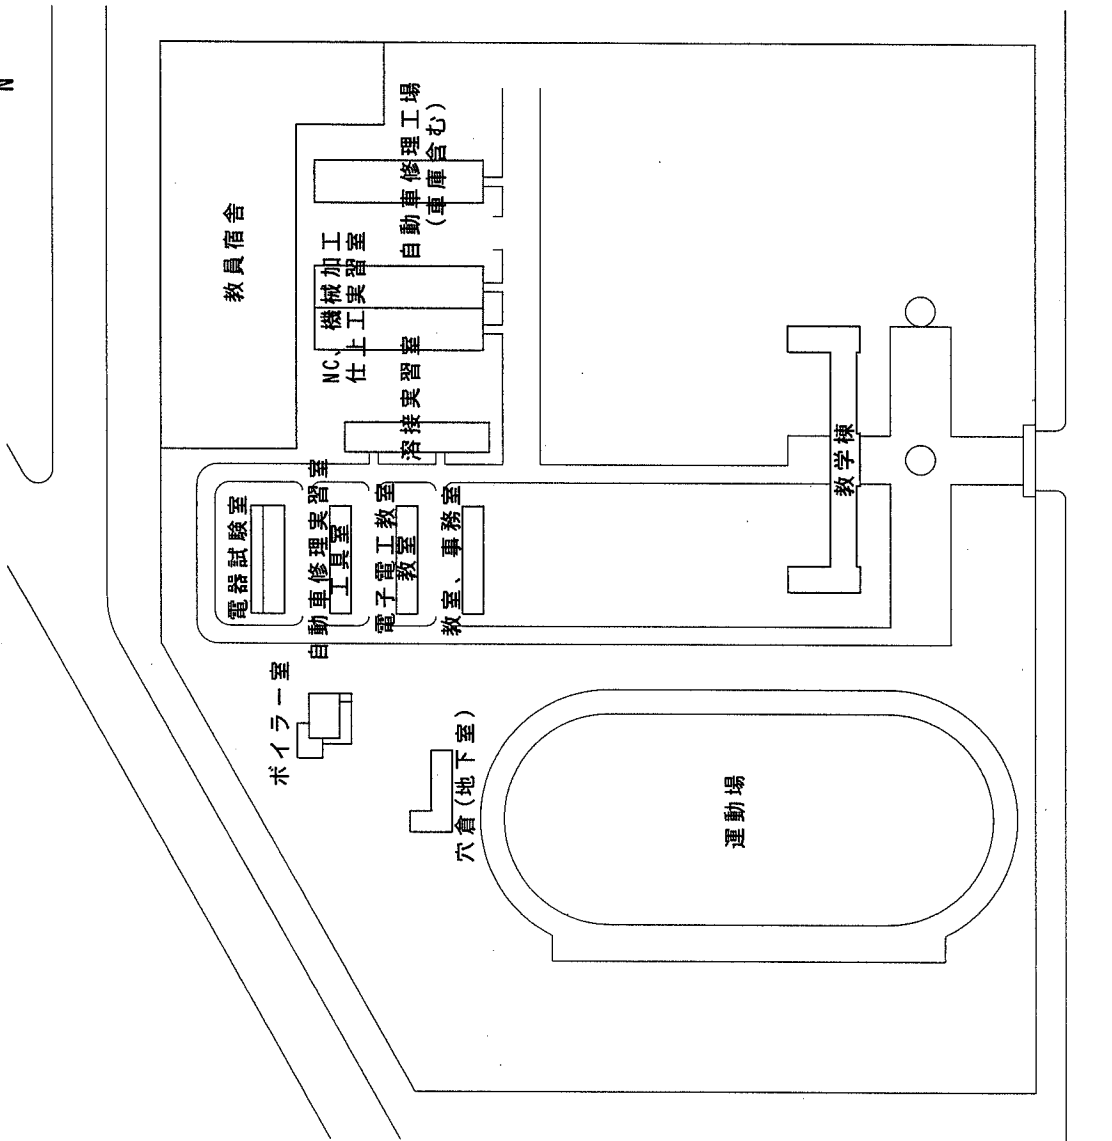 N
教員宿舎
自動車修理工場
(車庫含む)
NC、機械加工
仕上工実習室
溶接実習室
電器試験室
自動車修理実習室
工具室
電子電工教室
教室
教室、事務室
教学棟
ボイラー室
穴倉(地下室)
運動場